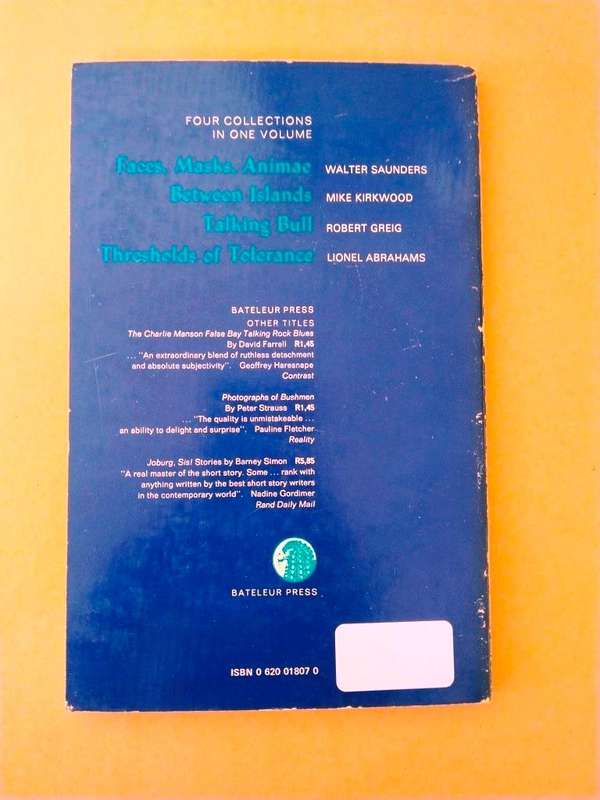 FOUR COLLECTIONS
IN ONE VOLUME
Faces, Masks, Animae WALTER SAUNDERS
Between Islands MIKE KIRKWOOD
Talking Bull ROBERT GREIG
Thresholds of Tolerance LIONEL ABRAHAMS
BATELEUR PRESS
OTHER TITLES
The Charlie Manson False Bay Talking Rock Blues
By David Farrell R1,45
... "An extraordinary blend of ruthless detachment
and absolute subjectivity". Geoffrey Haresnape
Contrast
Photographs of Bushmen
By Peter Strauss R1,45
... "The quality is unmistakeable ...
an ability to delight and surprise". Pauline Fletcher
Reality
Joburg, Sis! Stories by Barney Simon R5,85
"A real master of the short story. Some ... rank with
anything written by the best short story writers
in the contemporary world". Nadine Gordimer
Rand Daily Mail
BATELEUR PRESS
ISBN 0 620 01807 0